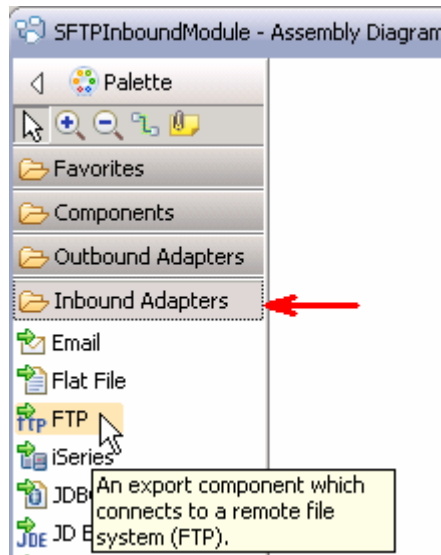 SFTPInboundModule - Assembly Diagram
Palette
Favorites
Components
Outbound Adapters
Inbound Adapters
Email
Flat File
FTP
iSeries
An export component which
connects to a remote file
system (FTP).